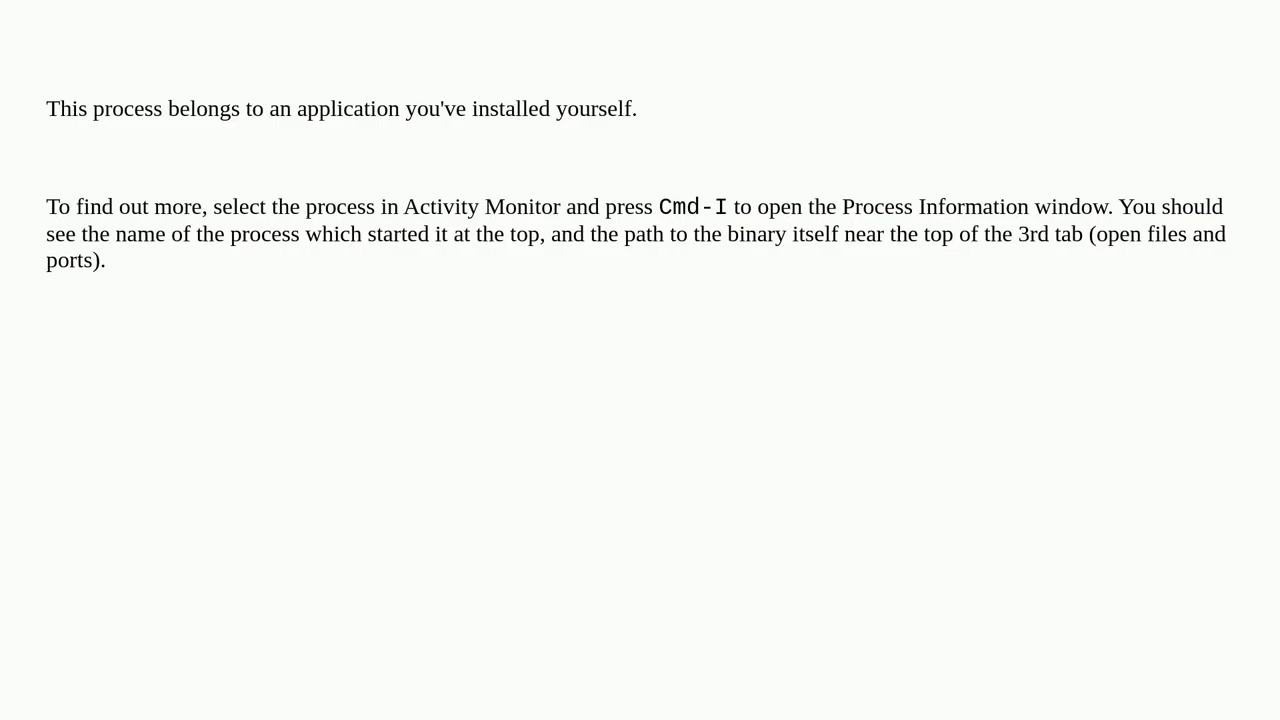 This process belongs to an application you've installed yourself.
To find out more, select the process in Activity Monitor and press Cmd-I to open the Process Information window. You should
see the name of the process which started it at the top, and the path to the binary itself near the top of the 3rd tab (open files and
ports).